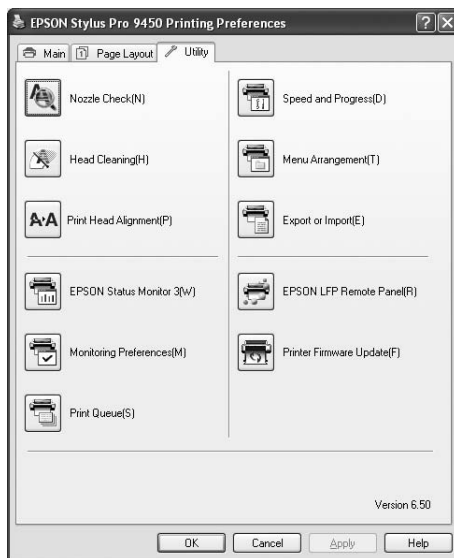 EPSON Stylus Pro 9450 Printing Preferences
Main
Page Layout
Utility
Nozzle Check(N)
Speed and Progress(D)
Head Cleaning(H)
Menu Arrangement(T)
Print Head Alignment(P)
Export or Import(E)
EPSON Status Monitor 3(W)
EPSON LFP Remote Panel(R)
Monitoring Preferences(M)
Printer Firmware Update(F)
Print Queue(S)
Version 6.50
OK
Cancel
Apply
Help